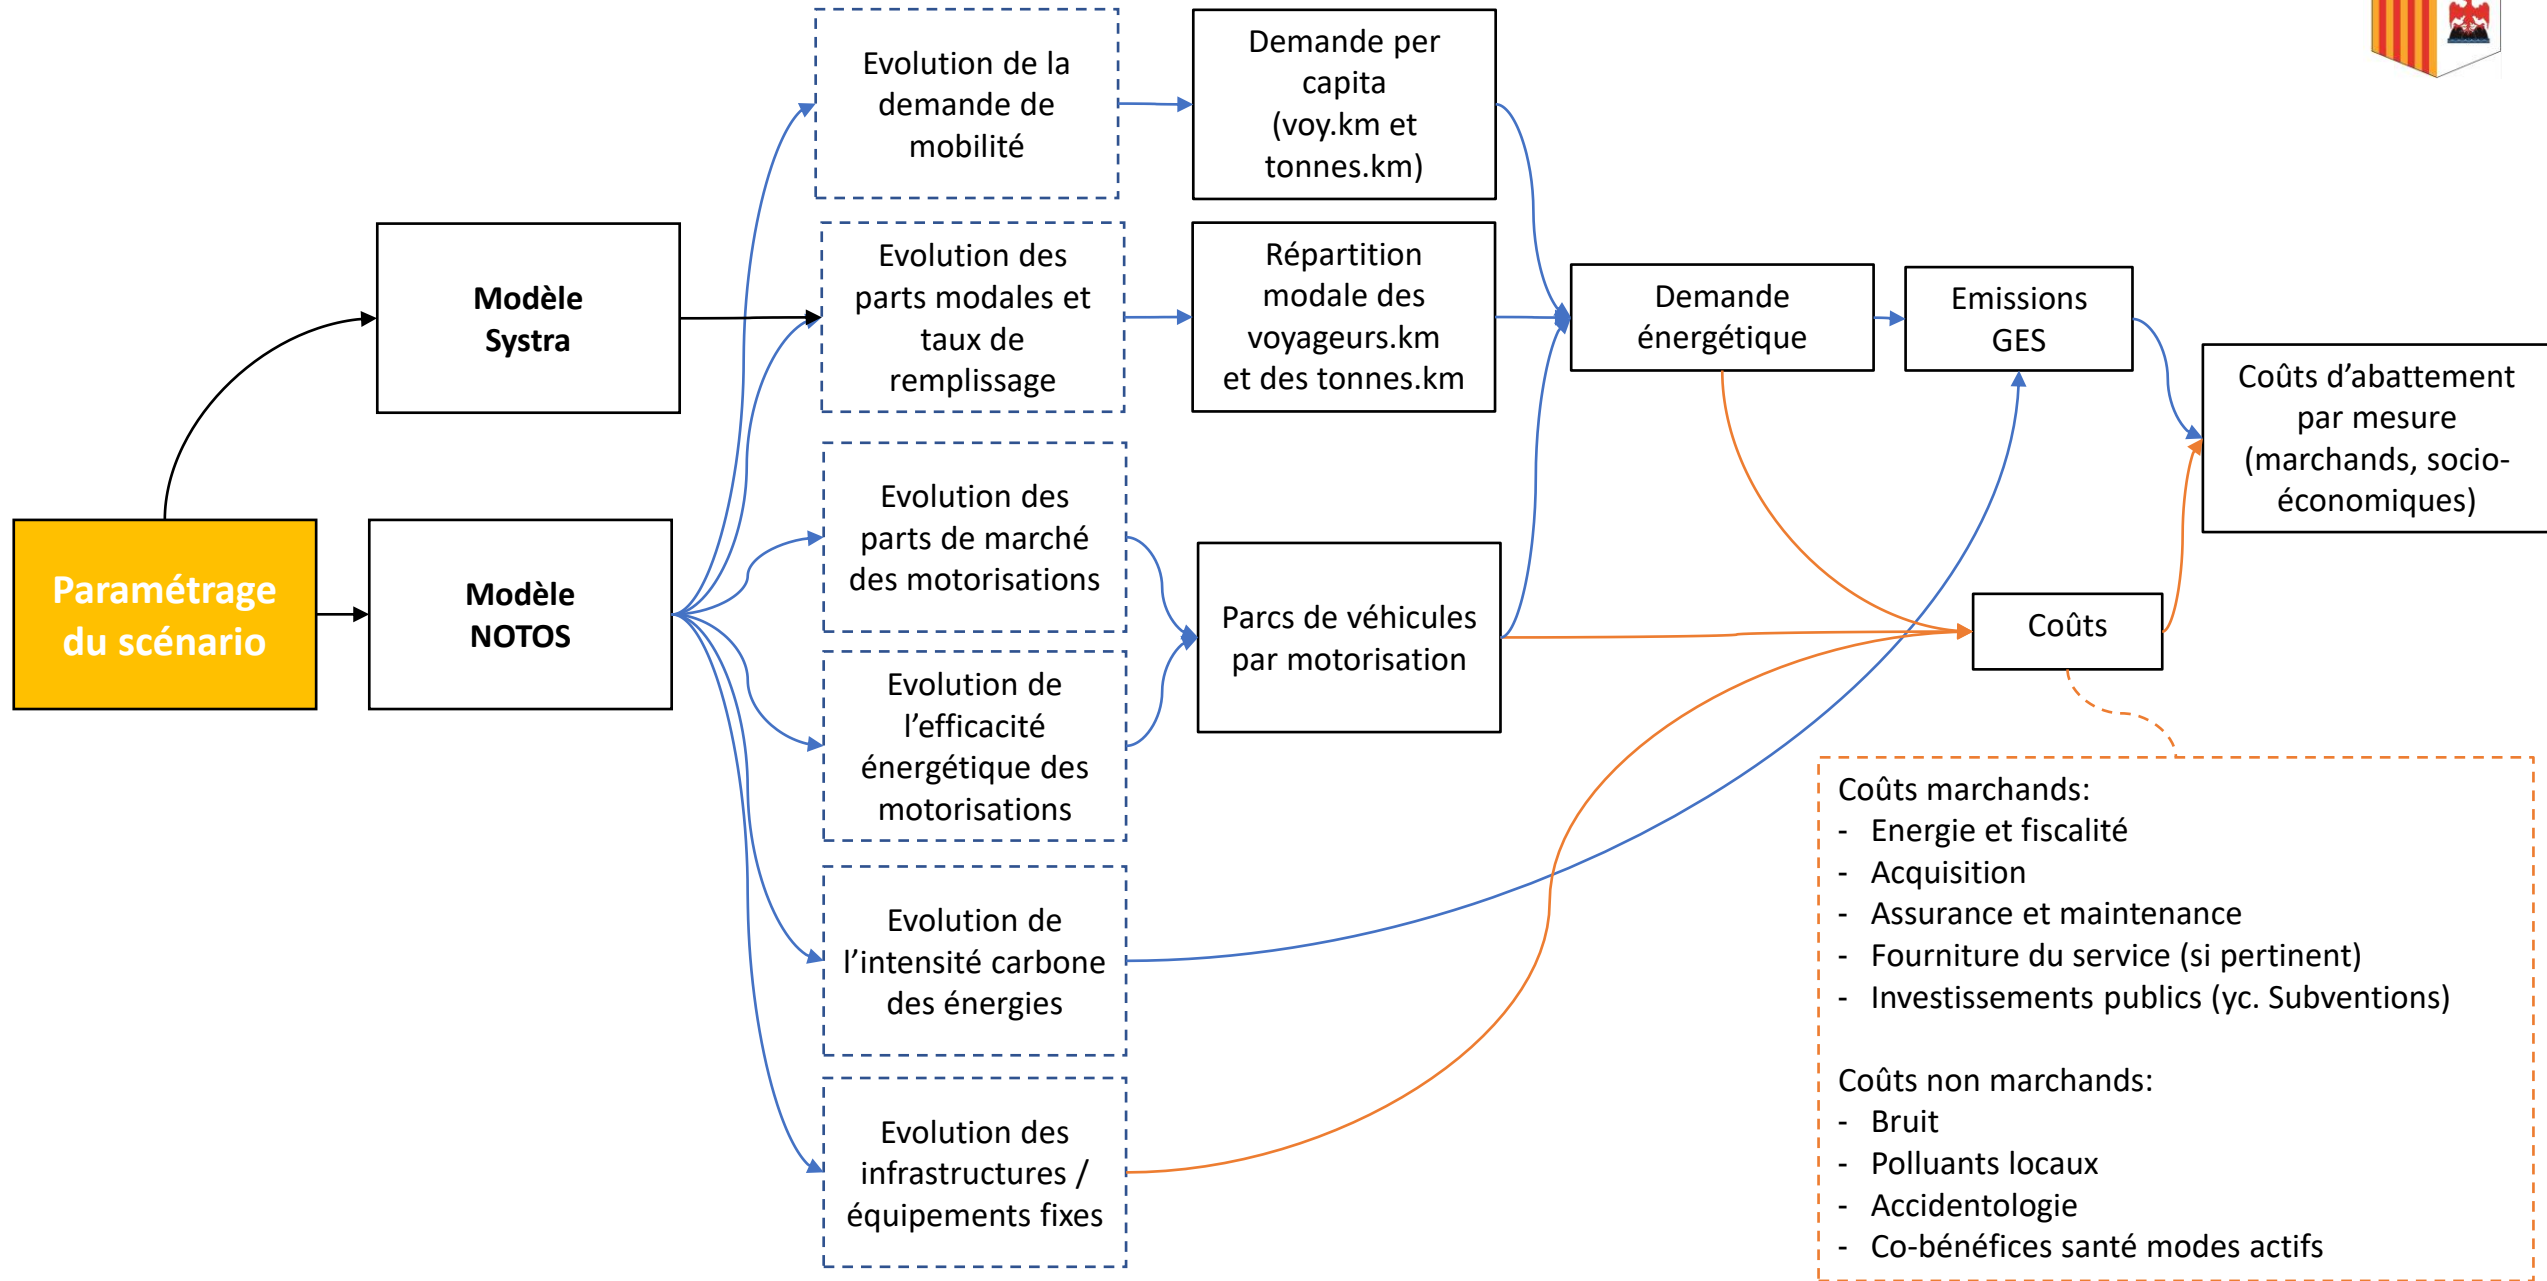 Evolution de la
demande de
mobilité
Demande per
capita
(voy.km et
tonnes.km)
Modèle
Systra
Evolution des
parts modales et
taux de
remplissage
Répartition
modale des
voyageurs.km
et des tonnes.km
Demande
énergétique
Emissions
GES
Coûts d’abattement
par mesure
(marchands, socio-
économiques)
Paramétrage
du scénario
Modèle
NOTOS
Evolution des
parts de marché
des motorisations
Evolution de
l’efficacité
énergétique des
motorisations
Parcs de véhicules
par motorisation
Coûts
Evolution de
l’intensité carbone
des énergies
Evolution des
infrastructures /
équipements fixes
Coûts marchands:
- Energie et fiscalité
- Acquisition
- Assurance et maintenance
- Fourniture du service (si pertinent)
- Investissements publics (yc. Subventions)
Coûts non marchands:
- Bruit
- Polluants locaux
- Accidentologie
- Co-bénéfices santé modes actifs